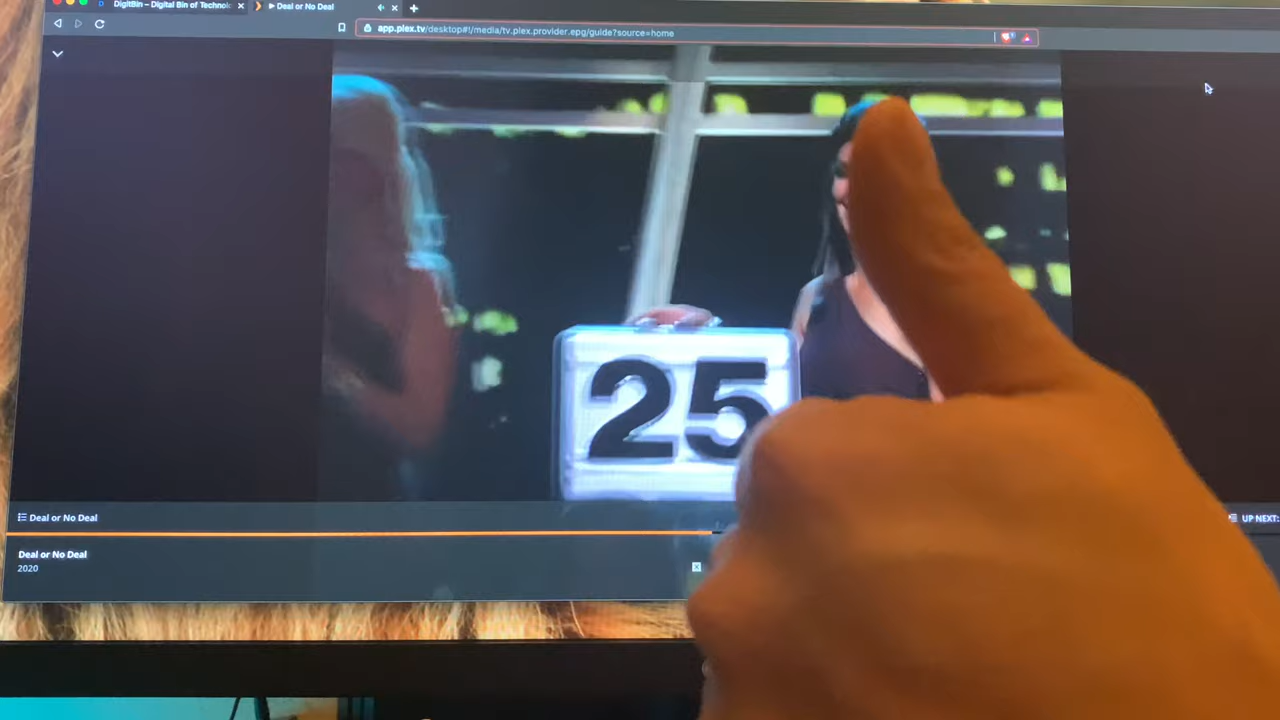 DigitBin – Digital Bin of Technol
Deal or No Deal
app.plex.tv/desktop#!/media/tv.plex.provider.epg/guide?source=home
25
Deal or No Deal
UP NEXT:
Deal or No Deal
2020